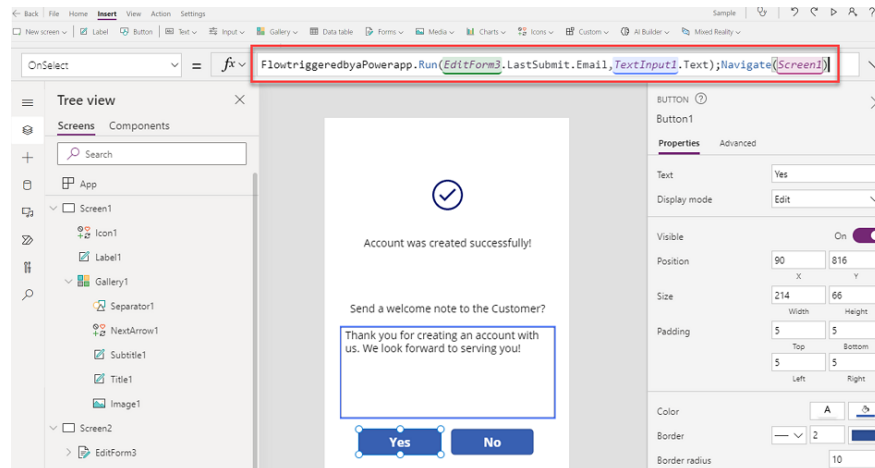 ← Back File Home Insert View Action Settings Sample
New screen Label Button Text Input Gallery Data table Forms Media Charts Icons Custom AI Builder Mixed Reality
OnSelect = fx FlowtriggeredbyaPowerapp.Run(EditForm3.LastSubmit.Email,TextInput1.Text);Navigate(Screen1)
Tree view
Screens Components
Search
App
Screen1
Icon1
Label1
Gallery1
Separator1
NextArrow1
Subtitle1
Title1
Image1
Screen2
EditForm3
Account was created successfully!
Send a welcome note to the Customer?
Thank you for creating an account with
us. We look forward to serving you!
Yes No
BUTTON ?
Button1
Properties Advanced
Text Yes
Display mode Edit
Visible On
Position 90 816
X Y
Size 214 66
Width Height
Padding 5 5
Top Bottom
5 5
Left Right
Color A
Border 2
Border radius 10